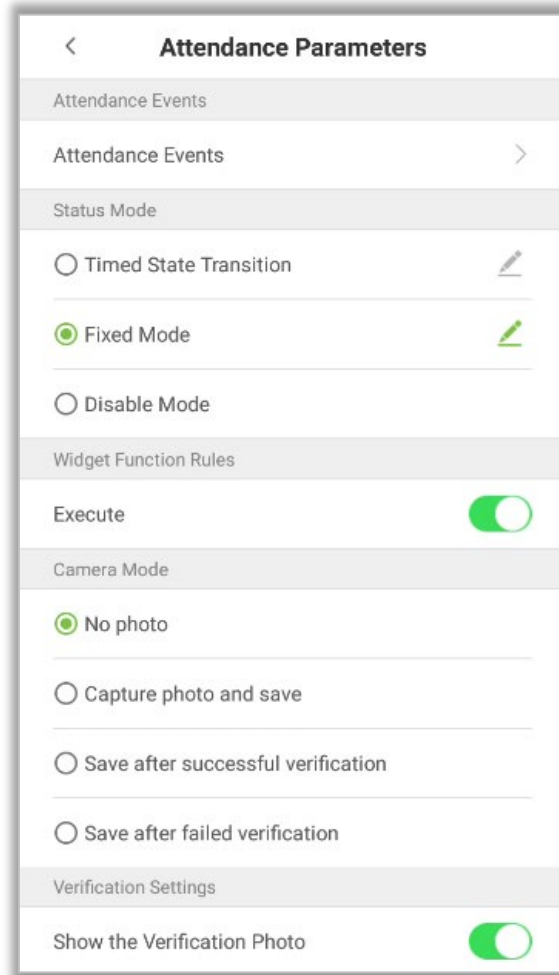 Attendance Parameters
Attendance Events
Attendance Events
Status Mode
Timed State Transition
Fixed Mode
Disable Mode
Widget Function Rules
Execute
Camera Mode
No photo
Capture photo and save
Save after successful verification
Save after failed verification
Verification Settings
Show the Verification Photo